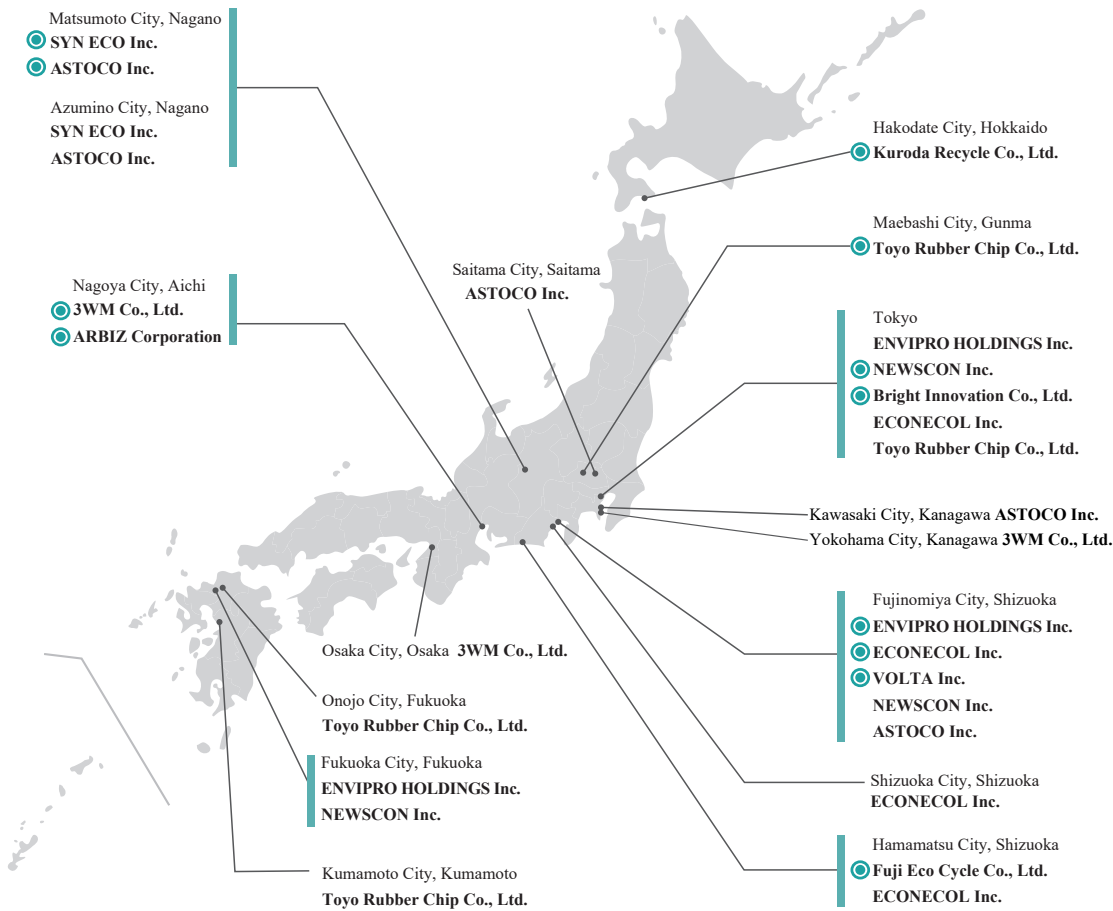 Matsumoto City, Nagano
SYN ECO Inc.
ASTOCO Inc.
Azumino City, Nagano
SYN ECO Inc.
ASTOCO Inc.
Nagoya City, Aichi
3WM Co., Ltd.
ARBIZ Corporation
Saitama City, Saitama
ASTOCO Inc.
Hakodate City, Hokkaido
Kuroda Recycle Co., Ltd.
Maebashi City, Gunma
Toyo Rubber Chip Co., Ltd.
Tokyo
ENVIPRO HOLDINGS Inc.
NEWSCON Inc.
Bright Innovation Co., Ltd.
ECONECOL Inc.
Toyo Rubber Chip Co., Ltd.
Kawasaki City, Kanagawa ASTOCO Inc.
Yokohama City, Kanagawa 3WM Co., Ltd.
Fujinomiya City, Shizuoka
ENVIPRO HOLDINGS Inc.
ECONECOL Inc.
VOLTA Inc.
NEWSCON Inc.
ASTOCO Inc.
Shizuoka City, Shizuoka
ECONECOL Inc.
Hamamatsu City, Shizuoka
Fuji Eco Cycle Co., Ltd.
ECONECOL Inc.
Osaka City, Osaka 3WM Co., Ltd.
Onojo City, Fukuoka
Toyo Rubber Chip Co., Ltd.
Fukuoka City, Fukuoka
ENVIPRO HOLDINGS Inc.
NEWSCON Inc.
Kumamoto City, Kumamoto
Toyo Rubber Chip Co., Ltd.